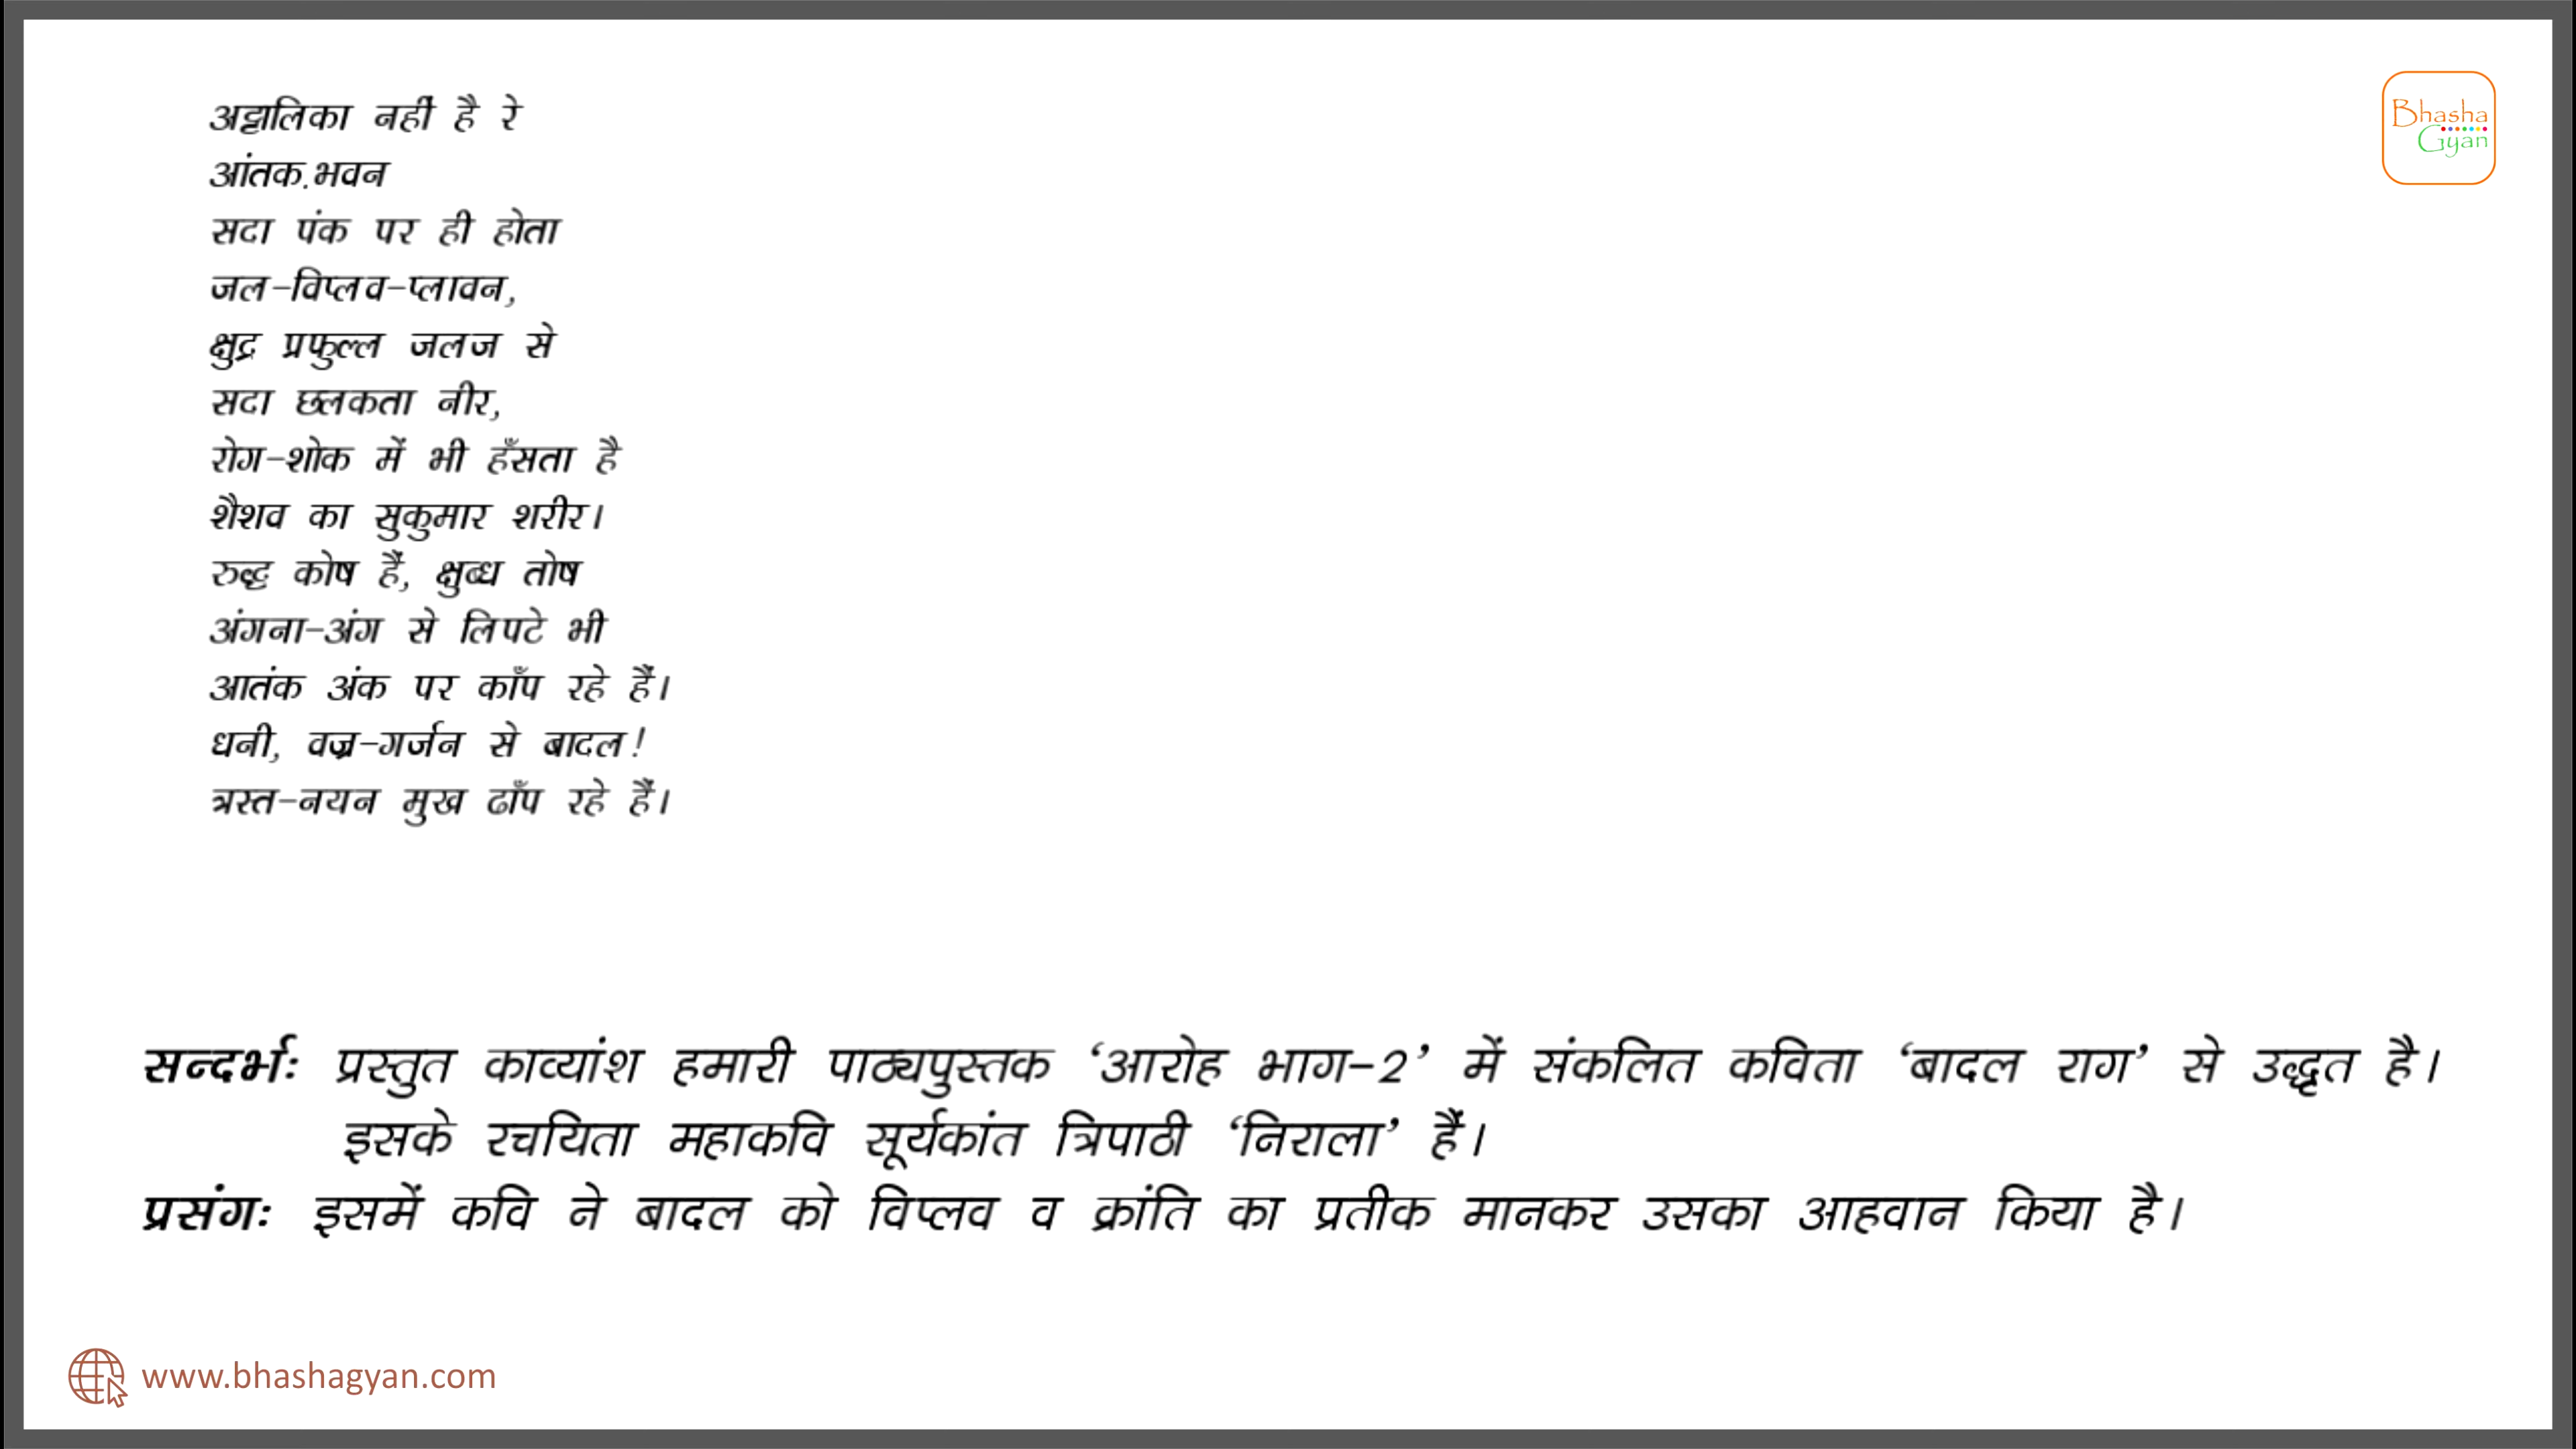 अट्टालिका नहीं है रे
आंतक.भवन
सदा पंक पर ही होता
जल-विप्लव-प्लावन,
क्षुद्र प्रफुल्ल जलज से
सदा छलकता नीर,
रोग-शोक में भी हँसता है
शैशव का सुकुमार शरीर।
रुद्ध कोष हैं, क्षुब्ध तोष
अंगना-अंग से लिपटे भी
आतंक अंक पर काँप रहे हैं।
धनी, वज्र-गर्जन से बादल!
त्रस्त-नयन मुख ढाँप रहे हैं।
Bhasha
Gyan
सन्दर्भः प्रस्तुत काव्यांश हमारी पाठ्यपुस्तक ‘आरोह भाग-2’ में संकलित कविता ‘बादल राग’ से उद्धृत है।
इसके रचयिता महाकवि सूर्यकांत त्रिपाठी ‘निराला’ हैं।
प्रसंगः इसमें कवि ने बादल को विप्लव व क्रांति का प्रतीक मानकर उसका आहवान किया है।
www.bhashagyan.com